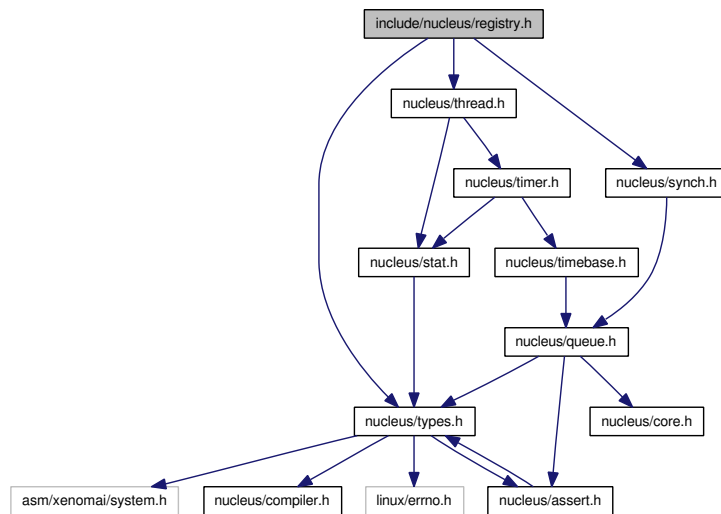 include/nucleus/registry.h
nucleus/thread.h
nucleus/timer.h
nucleus/synch.h
nucleus/stat.h
nucleus/timebase.h
nucleus/queue.h
nucleus/types.h
nucleus/core.h
asm/xenomai/system.h
nucleus/compiler.h
linux/errno.h
nucleus/assert.h